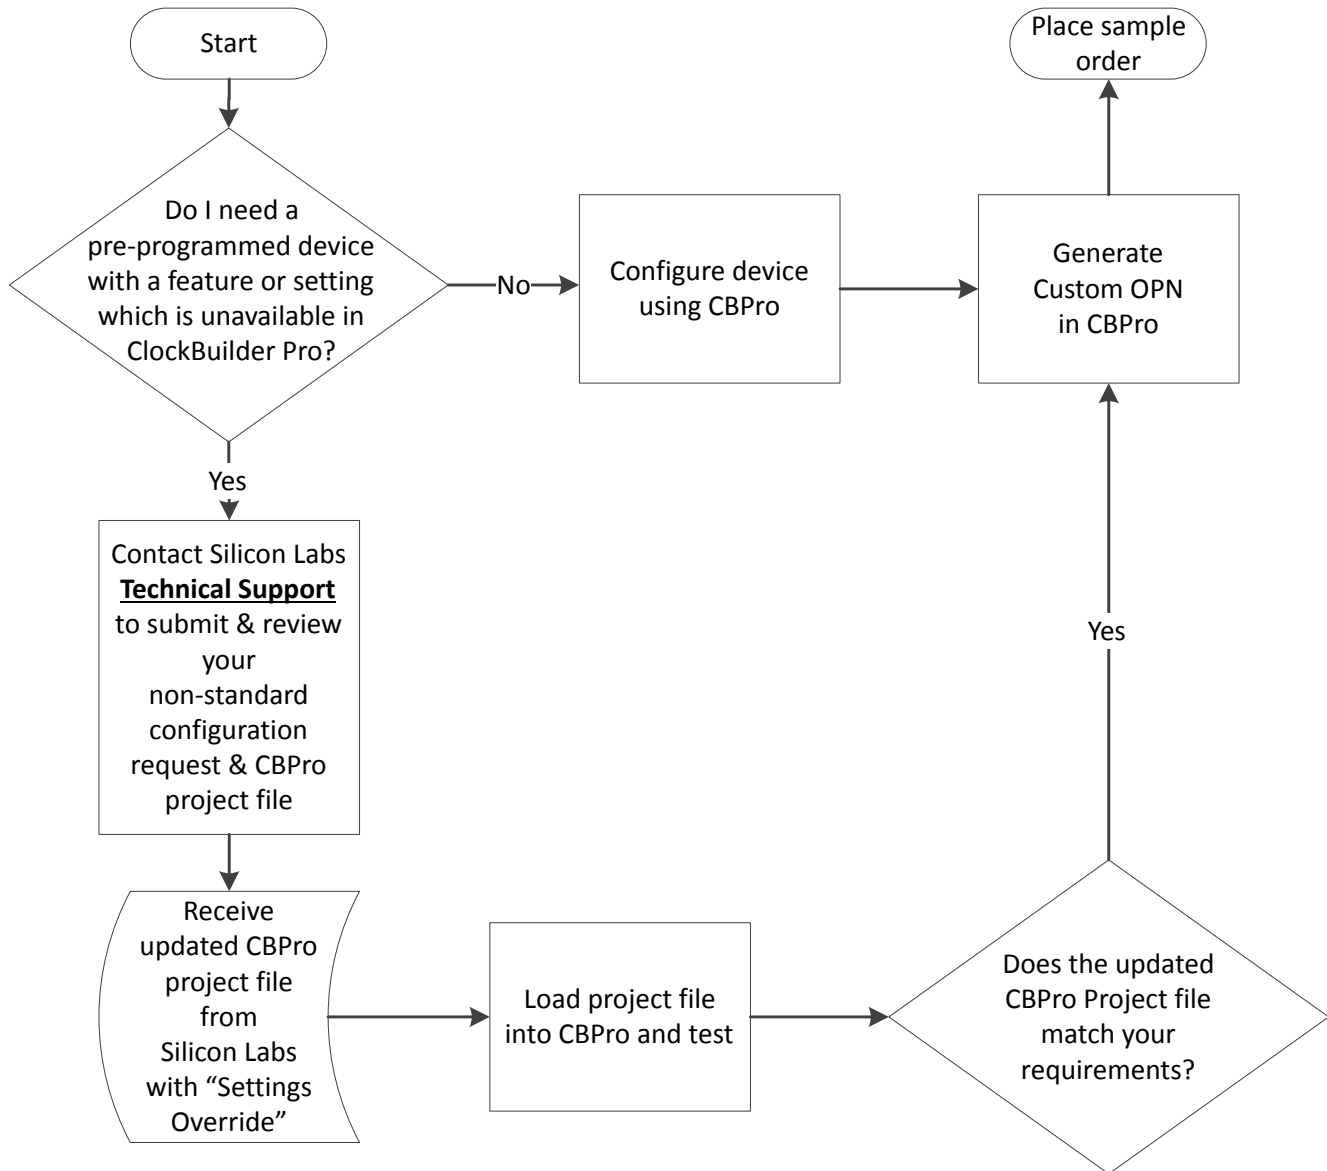 Start
Place sample
order
Do I need a
pre-programmed device
with a feature or setting
which is unavailable in
ClockBuilder Pro?
No
Configure device
using CBPro
Generate
Custom OPN
in CBPro
Yes
Contact Silicon Labs
Technical Support
to submit & review
your
non-standard
configuration
request & CBPro
project file
Yes
Receive
updated CBPro
project file
from
Silicon Labs
with “Settings
Override”
Load project file
into CBPro and test
Does the updated
CBPro Project file
match your
requirements?